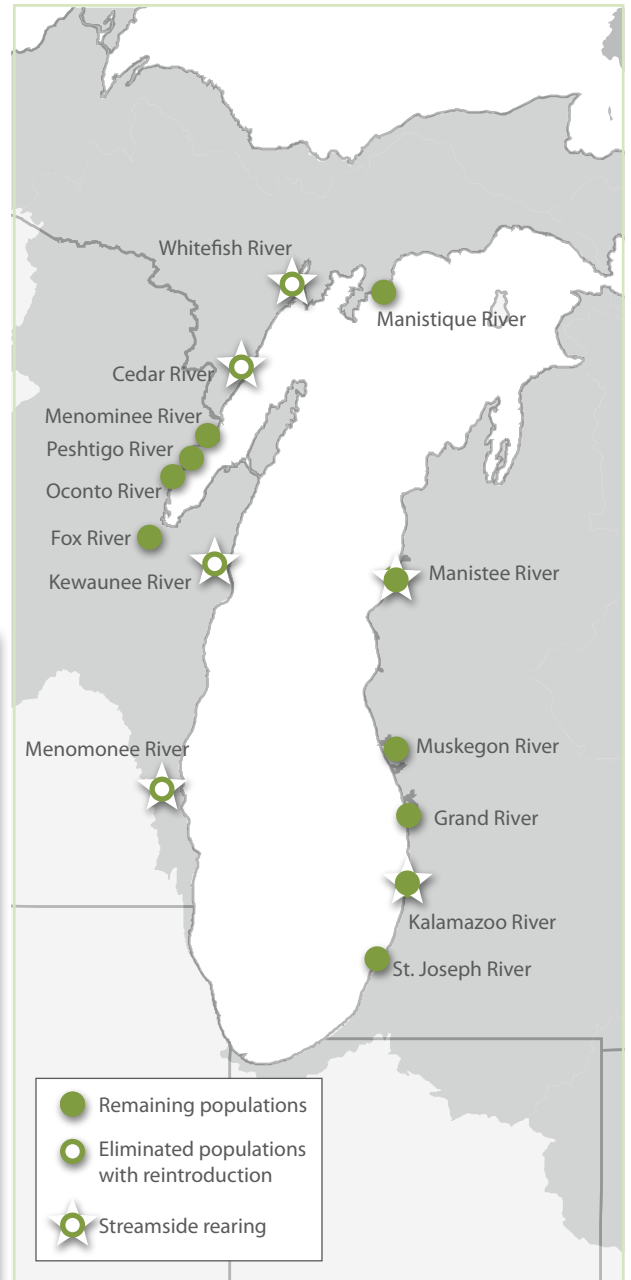 Whitefish River
Manistique River
Cedar River
Menominee River
Peshtigo River
Oconto River
Fox River
Kewaunee River
Manistee River
Menomonee River
Muskegon River
Grand River
Kalamazoo River
St. Joseph River
Remaining populations
Eliminated populations
with reintroduction
Streamside rearing